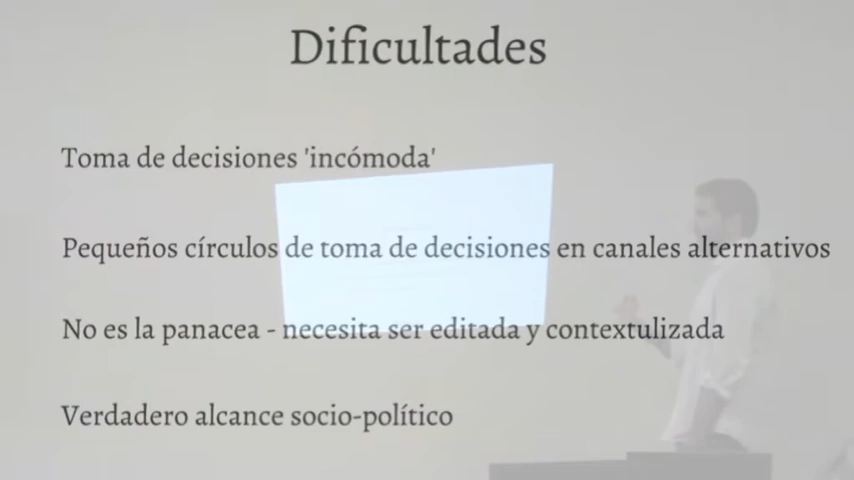 Dificultades
Toma de decisiones 'incómoda'
Pequeños círculos de toma de decisiones en canales alternativos
No es la panacea - necesita ser editada y contextulizada
Verdadero alcance socio-político